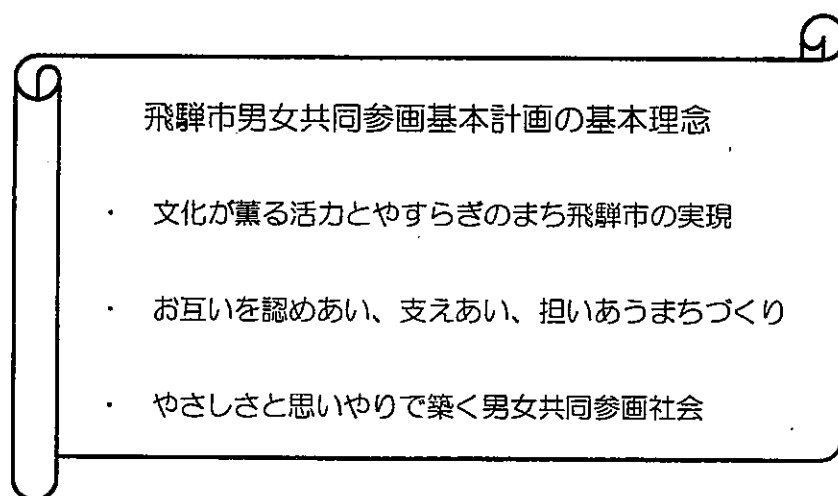 飛騨市男女共同参画基本計画の基本理念
・ 文化が薫る活力とやすらぎのまち飛騨市の実現
・ お互いを認めあい、支えあい、担いあうまちづくり
・ やさしさと思いやりで築く男女共同参画社会